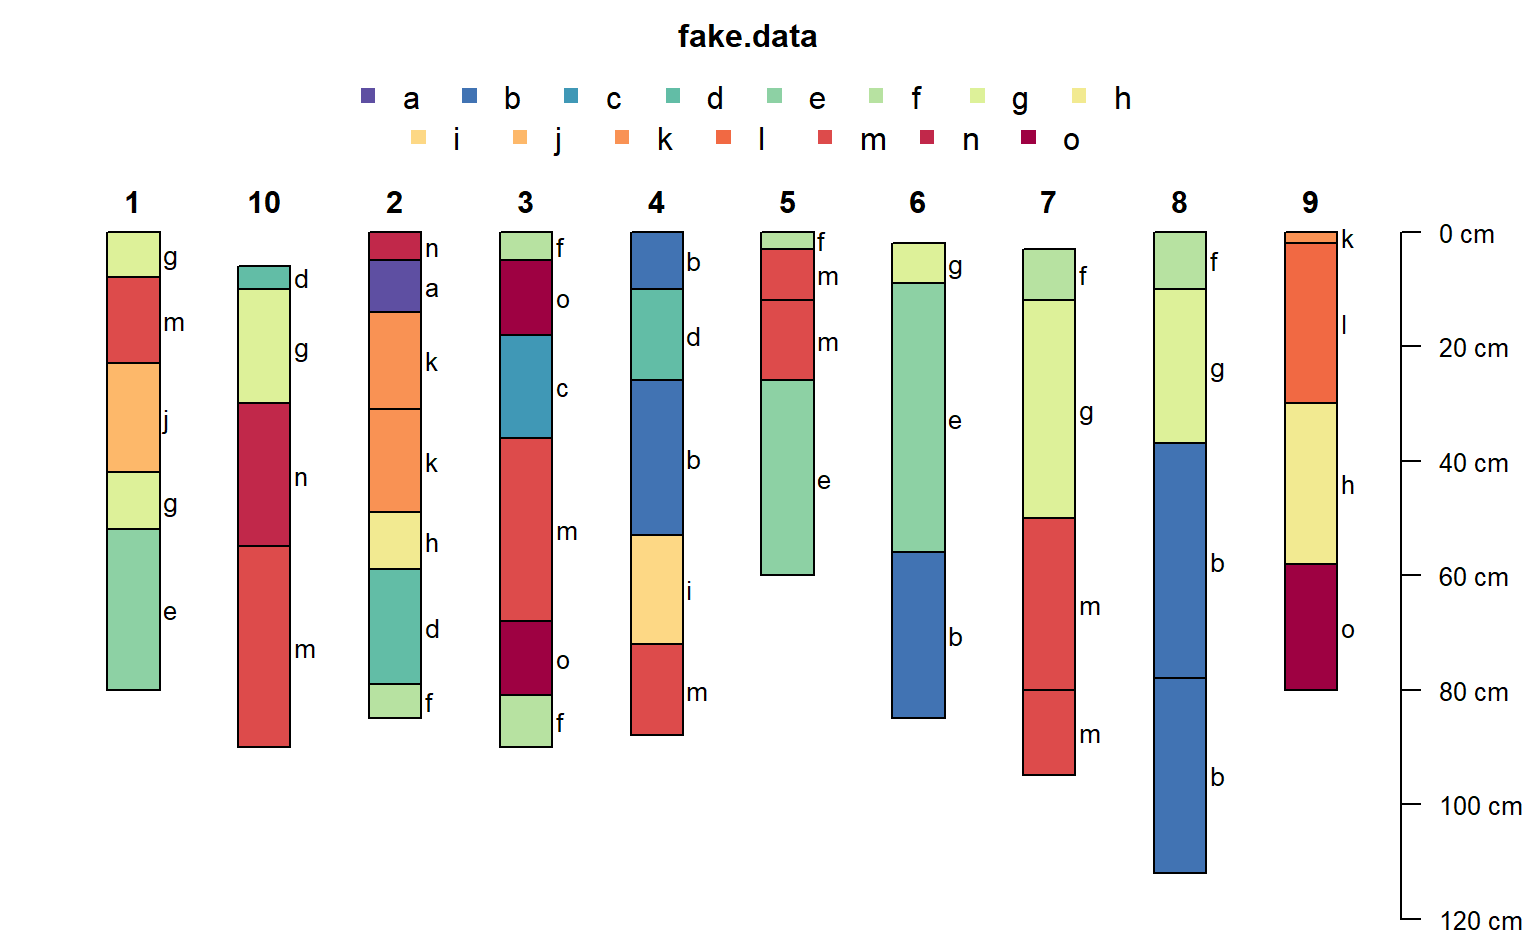 fake.data
a b c d e f g h
i j k l m n o
1 10 2 3 4 5 6 7 8 9
g
m
j
g
e
d
g
n
m
n
a
k
k
h
d
f
f
o
c
m
o
f
b
d
b
i
m
f
m
m
e
g
e
b
f
g
m
m
f
g
b
b
k
l
h
o
0 cm
20 cm
40 cm
60 cm
80 cm
100 cm
120 cm